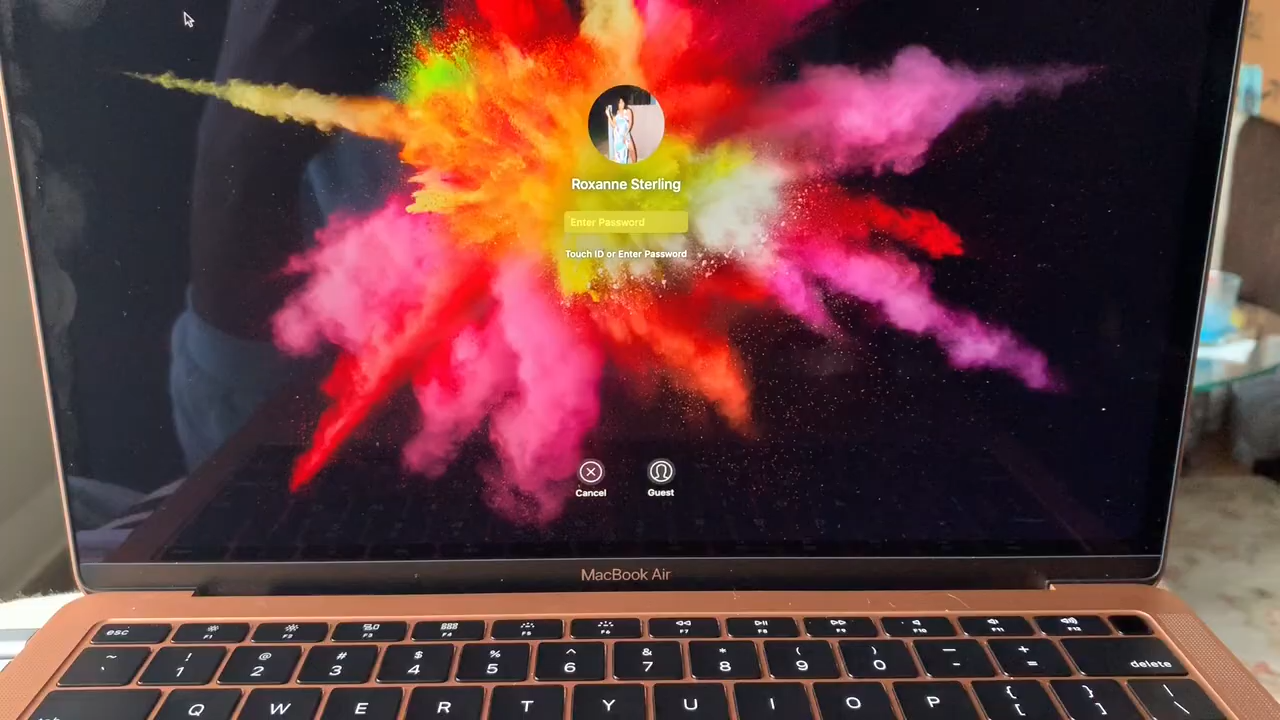 Roxanne Sterling
Enter Password
Touch ID or Enter Password
Cancel
Guest
MacBook Air
esc
F1
F2
F3
F4
F5
F6
F7
F8
F9
F10
F11
F12
~ `
! 1
@ 2
# 3
$ 4
% 5
^ 6
& 7
* 8
( 9
) 0
— -
+ =
delete
Q W E R T Y U I O P { [ } ] | \